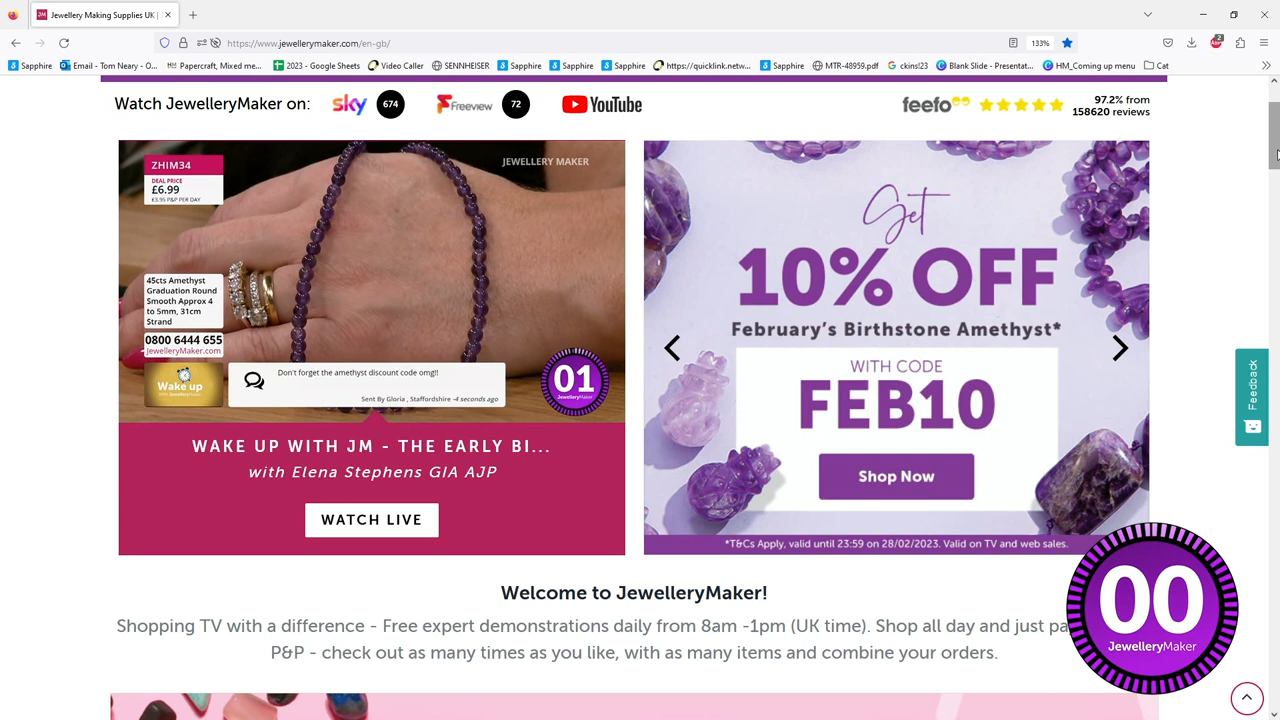 Jewellery Making Supplies UK |
https://www.jewellerymaker.com/en-gb/
133%
2
Sapphire
Email - Tom Neary - O...
Papercraft, Mixed me...
2023 - Google Sheets
Video Caller
SENNHEISER
Sapphire
Sapphire
Sapphire
https://quicklink.netw...
Sapphire
MTR-48959.pdf
ckins!23
Blank Slide - Presentat...
HM_Coming up menu
Cat
Watch JewelleryMaker on:
sky
674
Freeview
72
YouTube
feefo
97.2% from
158620 reviews
ZHIM34
DEAL PRICE
£6.99
£3.95 P&P PER DAY
JEWELLERY MAKER
45cts Amethyst
Graduation Round
Smooth Approx 4
to 5mm, 31cm
Strand
0800 6444 655
JewelleryMaker.com
Wake up
Don't forget the amethyst discount code omg!!
Sent By Gloria , Staffordshire -4 seconds ago
01
JewelleryMaker
WAKE UP WITH JM - THE EARLY BI...
with Elena Stephens GIA AJP
WATCH LIVE
Get
10% OFF
February's Birthstone Amethyst*
WITH CODE
FEB10
Shop Now
*T&Cs Apply, valid until 23:59 on 28/02/2023. Valid on TV and web sales.
Feedback
Welcome to JewelleryMaker!
Shopping TV with a difference - Free expert demonstrations daily from 8am -1pm (UK time). Shop all day and just pa
P&P - check out as many times as you like, with as many items and combine your orders.
00
JewelleryMaker